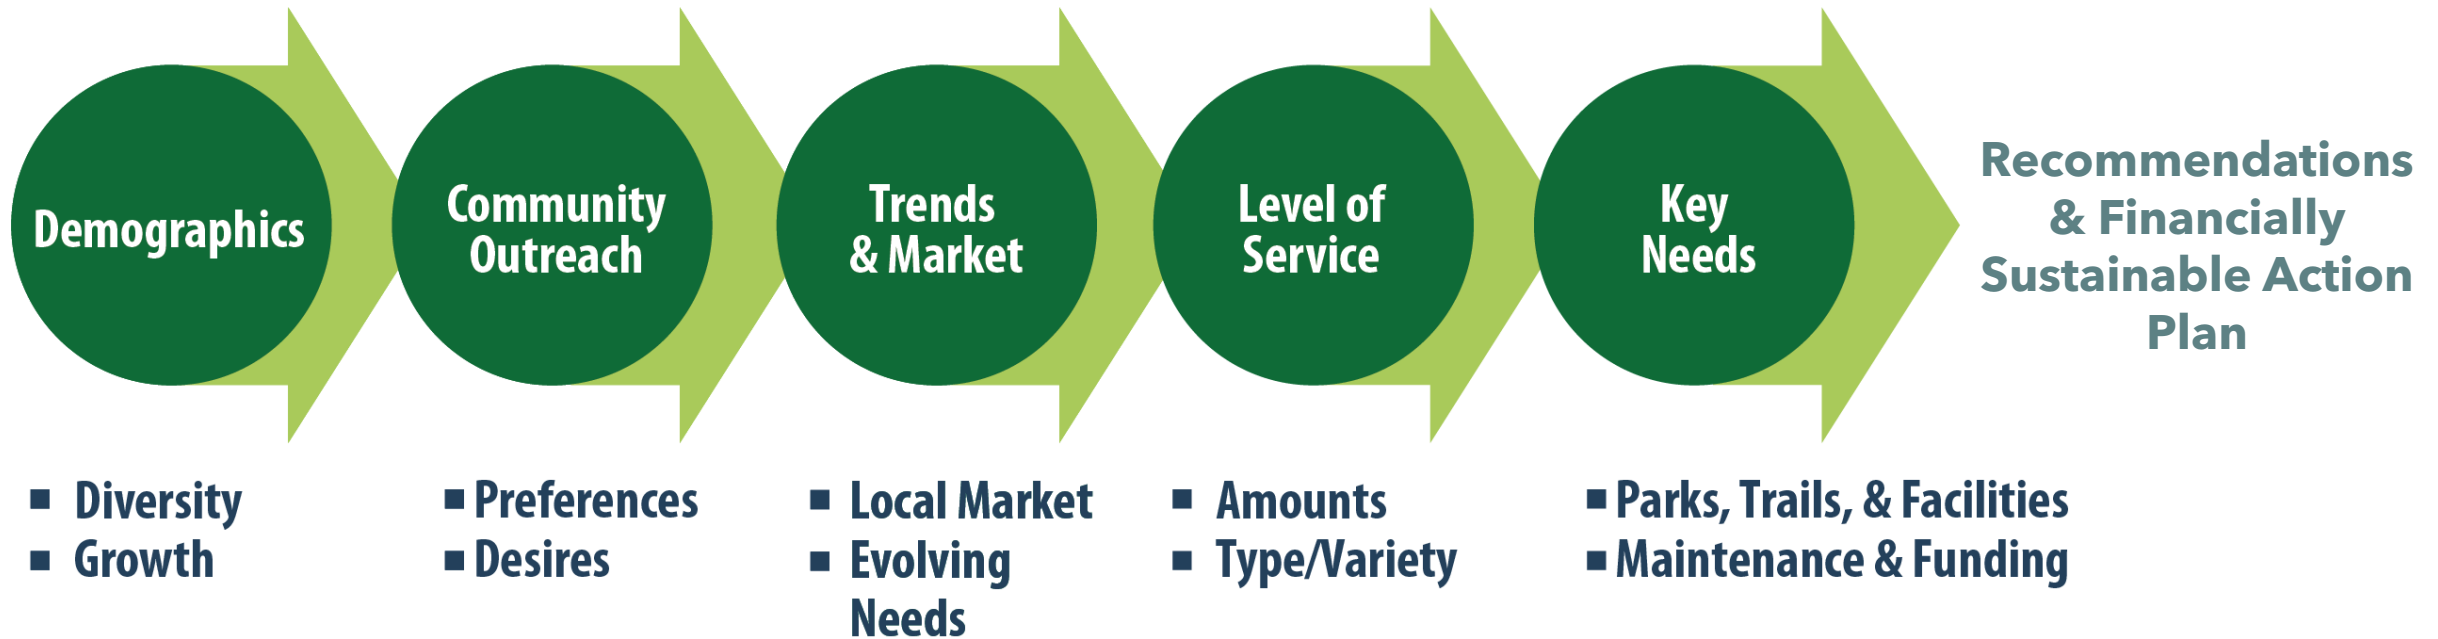 Demographics
Community
Outreach
Trends
& Market
Level of
Service
Key
Needs
Recommendations
& Financially
Sustainable Action
Plan
▪ Diversity
▪ Growth
▪ Preferences
▪ Desires
▪ Local Market
▪ Evolving
Needs
▪ Amounts
▪ Type/Variety
▪ Parks, Trails, & Facilities
▪ Maintenance & Funding